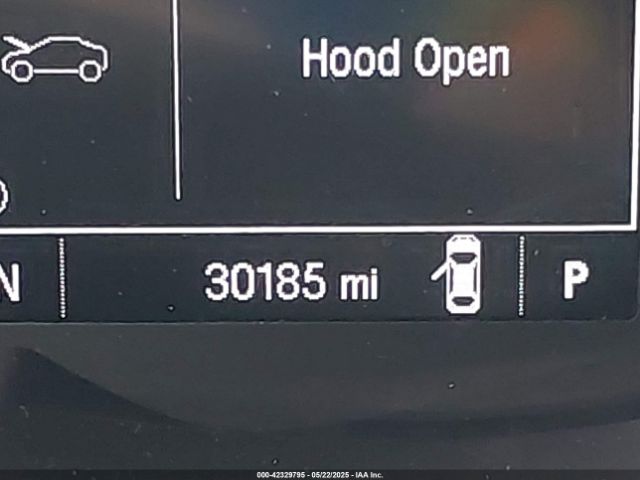 Hood Open
N
30185 mi
P
000-42329795 - 05/22/2025 - IAA Inc.